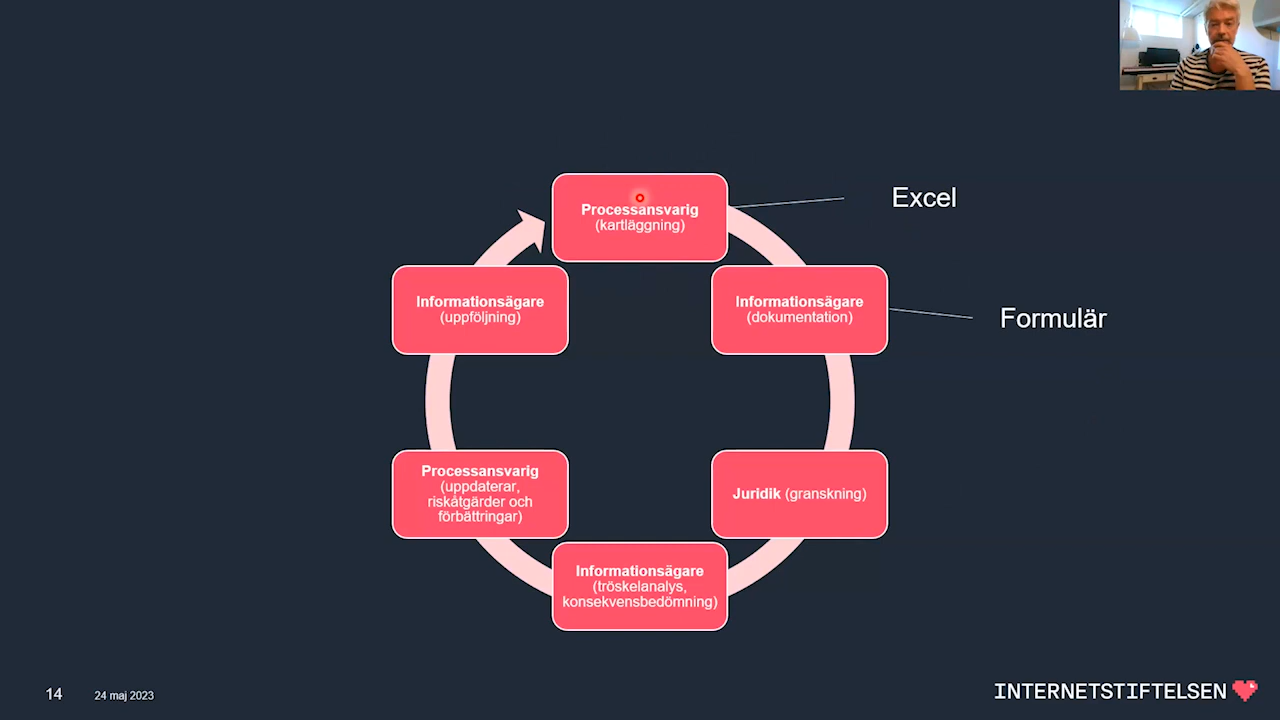 Processansvarig
(kartläggning)
Excel
Informationsägare
(dokumentation)
Formulär
Juridik (granskning)
Informationsägare
(tröskelanalys,
konsekvensbedömning)
Processansvarig
(uppdaterar,
riskåtgärder och
förbättringar)
Informationsägare
(uppföljning)
14
24 maj 2023
INTERNETSTIFTELSEN